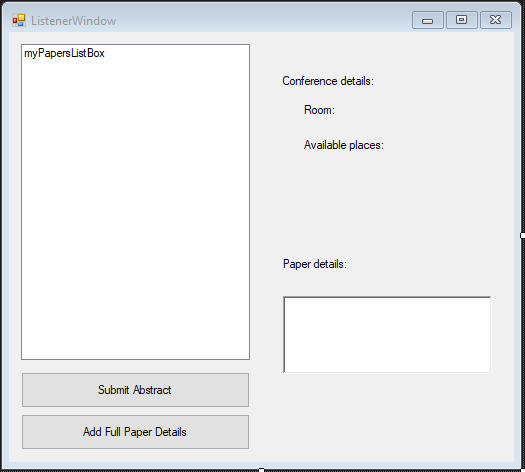 ListenerWindow
myPapersListBox
Conference details:
Room:
Available places:
Paper details:
Submit Abstract
Add Full Paper Details